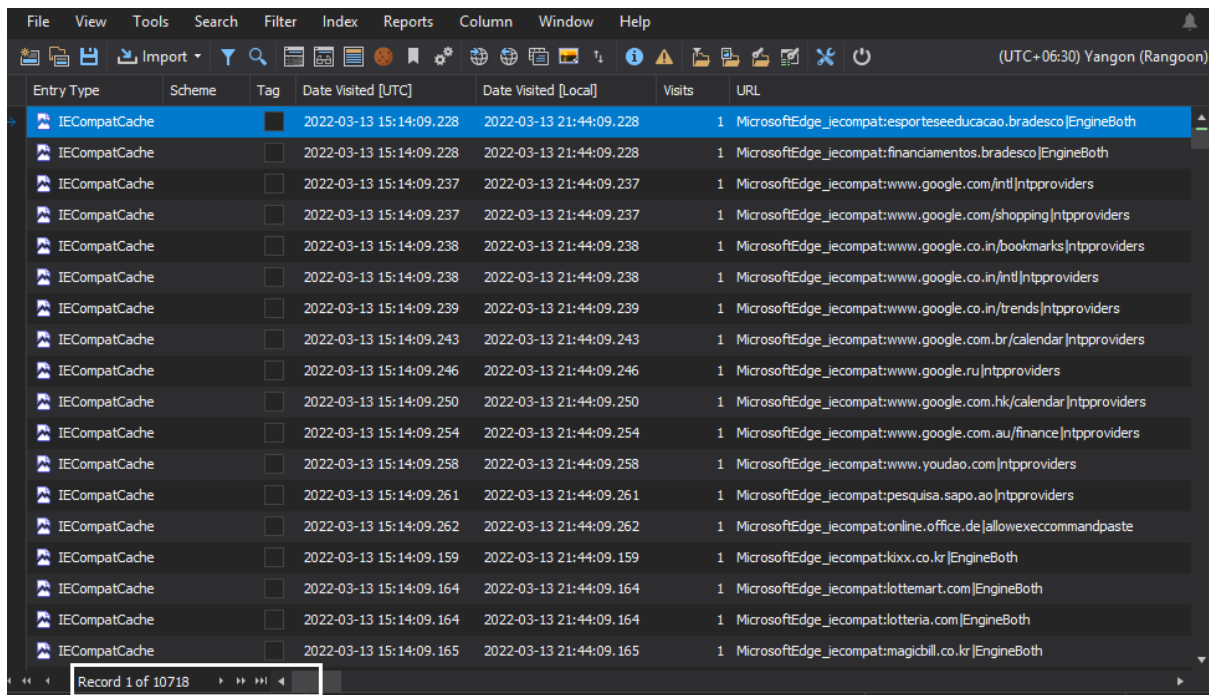 File View Tools Search Filter Index Reports Column Window Help
Import (UTC+06:30) Yangon (Rangoon)
Entry Type Scheme Tag Date Visited [UTC] Date Visited [Local] Visits URL
IECompatCache 2022-03-13 15:14:09.228 2022-03-13 21:44:09.228 1 MicrosoftEdge_iecompat:esporteseeducacao.bradesco|EngineBoth
IECompatCache 2022-03-13 15:14:09.228 2022-03-13 21:44:09.228 1 MicrosoftEdge_iecompat:financiamentos.bradesco|EngineBoth
IECompatCache 2022-03-13 15:14:09.237 2022-03-13 21:44:09.237 1 MicrosoftEdge_iecompat:www.google.com/intl|ntpproviders
IECompatCache 2022-03-13 15:14:09.237 2022-03-13 21:44:09.237 1 MicrosoftEdge_iecompat:www.google.com/shopping|ntpproviders
IECompatCache 2022-03-13 15:14:09.238 2022-03-13 21:44:09.238 1 MicrosoftEdge_iecompat:www.google.co.in/bookmarks|ntpproviders
IECompatCache 2022-03-13 15:14:09.238 2022-03-13 21:44:09.238 1 MicrosoftEdge_iecompat:www.google.co.in/intl|ntpproviders
IECompatCache 2022-03-13 15:14:09.239 2022-03-13 21:44:09.239 1 MicrosoftEdge_iecompat:www.google.co.in/trends|ntpproviders
IECompatCache 2022-03-13 15:14:09.243 2022-03-13 21:44:09.243 1 MicrosoftEdge_iecompat:www.google.com.br/calendar|ntpproviders
IECompatCache 2022-03-13 15:14:09.246 2022-03-13 21:44:09.246 1 MicrosoftEdge_iecompat:www.google.ru|ntpproviders
IECompatCache 2022-03-13 15:14:09.250 2022-03-13 21:44:09.250 1 MicrosoftEdge_iecompat:www.google.com.hk/calendar|ntpproviders
IECompatCache 2022-03-13 15:14:09.254 2022-03-13 21:44:09.254 1 MicrosoftEdge_iecompat:www.google.com.au/finance|ntpproviders
IECompatCache 2022-03-13 15:14:09.258 2022-03-13 21:44:09.258 1 MicrosoftEdge_iecompat:www.youdao.com|ntpproviders
IECompatCache 2022-03-13 15:14:09.261 2022-03-13 21:44:09.261 1 MicrosoftEdge_iecompat:pesquisa.sapo.ao|ntpproviders
IECompatCache 2022-03-13 15:14:09.262 2022-03-13 21:44:09.262 1 MicrosoftEdge_iecompat:online.office.de|allowexeccommandpaste
IECompatCache 2022-03-13 15:14:09.159 2022-03-13 21:44:09.159 1 MicrosoftEdge_iecompat:kixx.co.kr|EngineBoth
IECompatCache 2022-03-13 15:14:09.164 2022-03-13 21:44:09.164 1 MicrosoftEdge_iecompat:lottemart.com|EngineBoth
IECompatCache 2022-03-13 15:14:09.164 2022-03-13 21:44:09.164 1 MicrosoftEdge_iecompat:lotteria.com|EngineBoth
IECompatCache 2022-03-13 15:14:09.165 2022-03-13 21:44:09.165 1 MicrosoftEdge_iecompat:magicbill.co.kr|EngineBoth
Record 1 of 10718